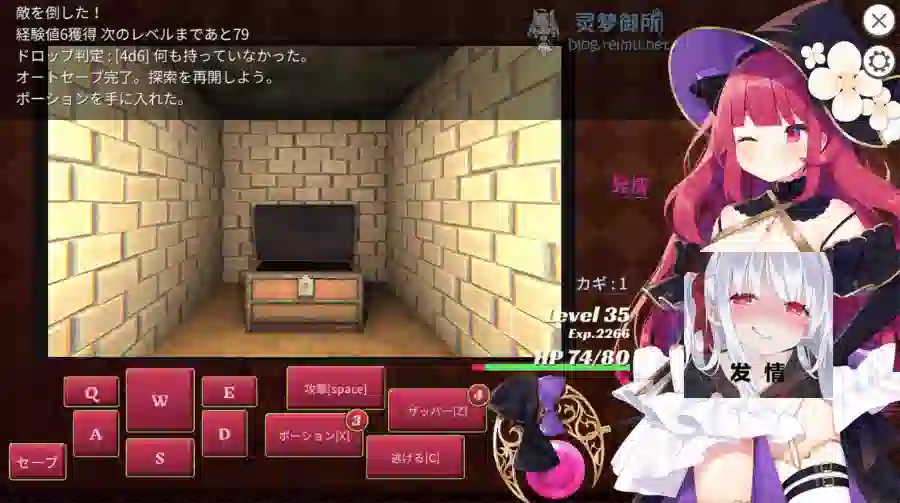 敵を倒した！
経験値6獲得 次のレベルまであと79
ドロップ判定 : [4d6] 何も持っていなかった。
オートセーブ完了。探索を再開しよう。
ポーションを手に入れた。
灵梦御所
blog.reimu.net
カギ : 1
Level 35
Exp.2266
HP 74/80
发 情
Q
W
E
A
S
D
セーブ
攻撃[space]
ザッパー[Z]
4
ポーション[X]
3
逃げる[C]